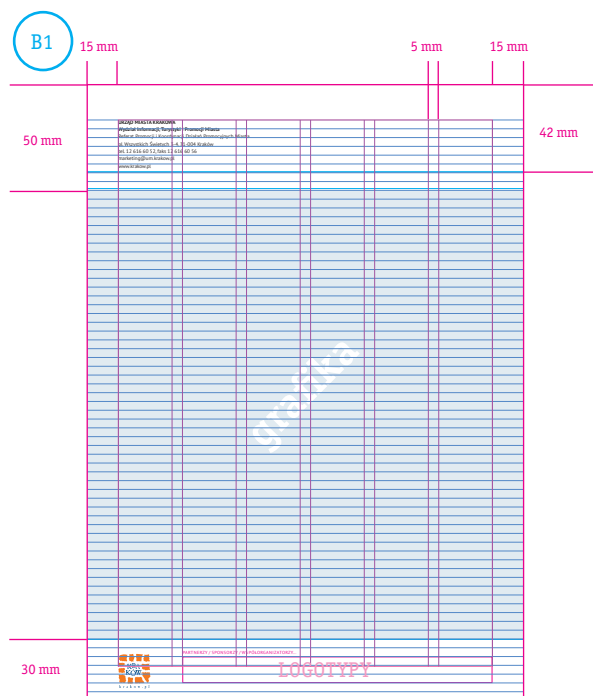 B1
15 mm
5 mm
15 mm
50 mm
42 mm
URZĄD MIASTA KRAKOWA
Wydział Informacji, Turystyki i Promocji Miasta
Referat Promocji i Koordynacji Działań Promocyjnych Miasta
pl. Wszystkich Świętych 3-4, 31-004 Kraków
tel. 12 616 60 52, faks 12 616 60 56
marketing@um.krakow.pl
www.krakow.pl
grafika
30 mm
PARTNERZY / SPONSORZY / WSPÓŁORGANIZATORZY...
LOGOTYPY
krakow.pl